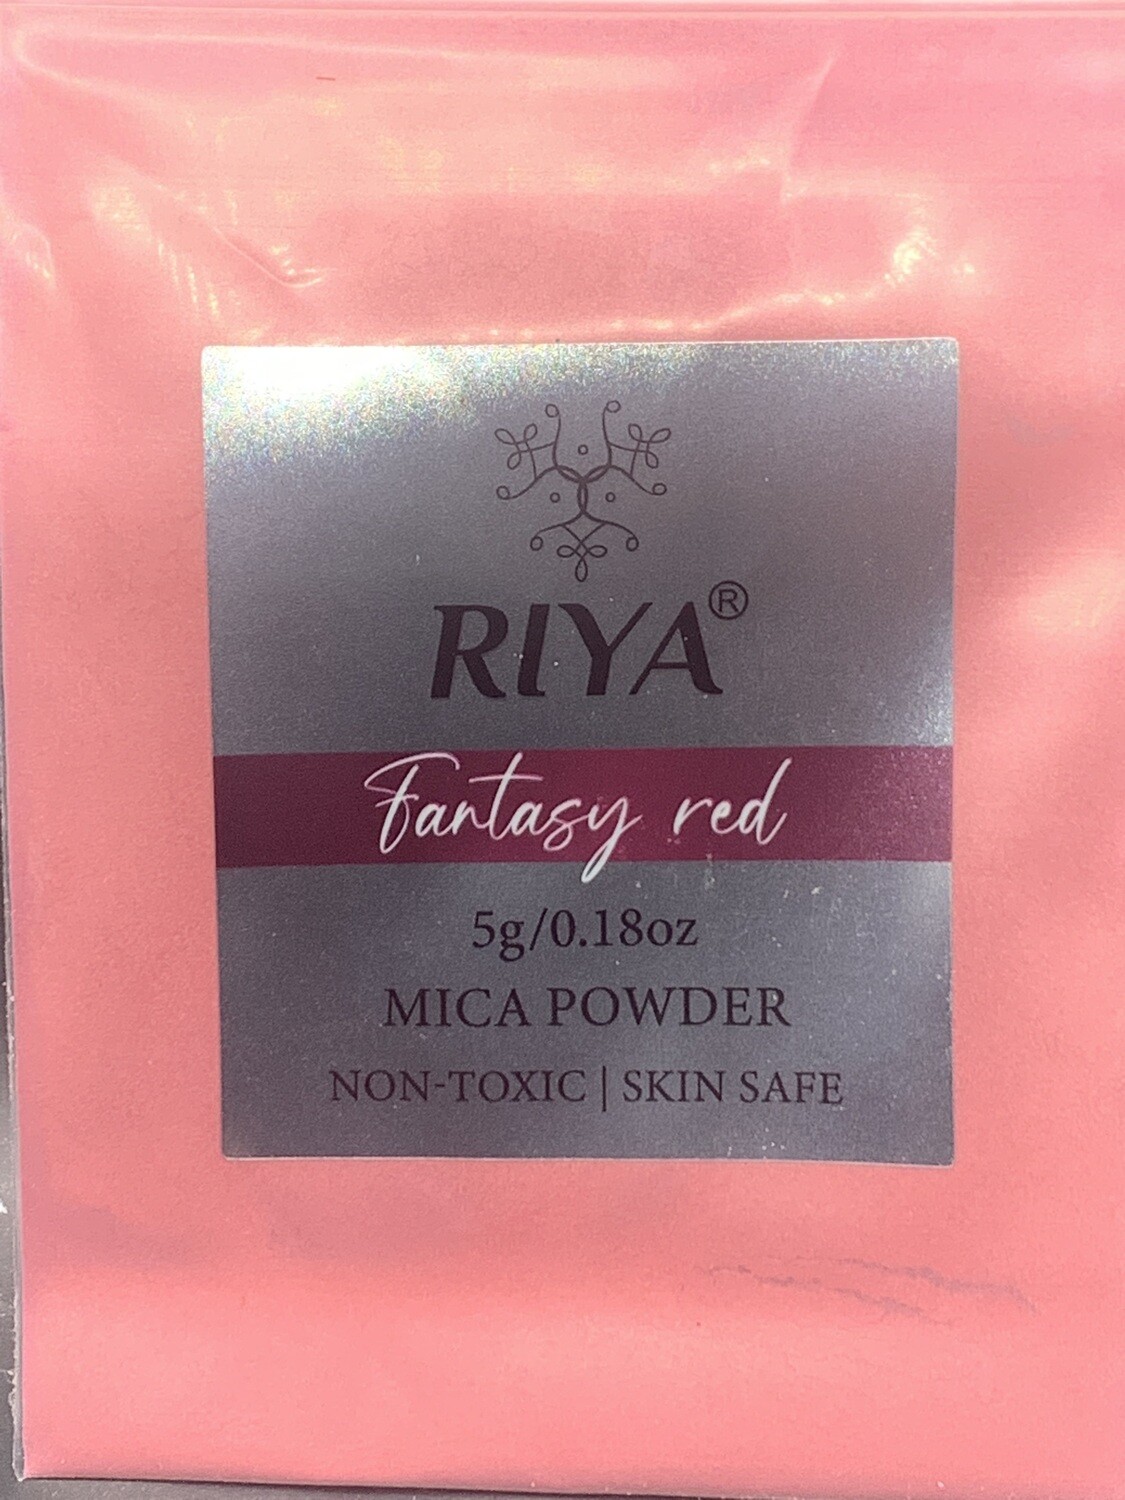 RIYA®
Fantasy red
5g/0.18oz
MICA POWDER
NON-TOXIC | SKIN SAFE